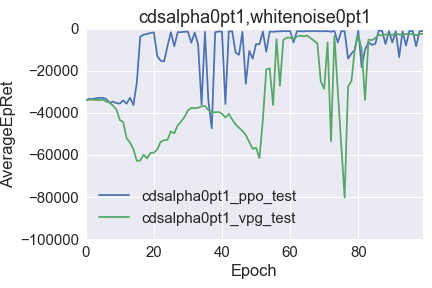 cdsalpha0pt1,whitenoise0pt1
AverageEpRet
0
−20000
−40000
−60000
−80000
−100000
cdsalpha0pt1_ppo_test
cdsalpha0pt1_vpg_test
0 20 40 60 80
Epoch